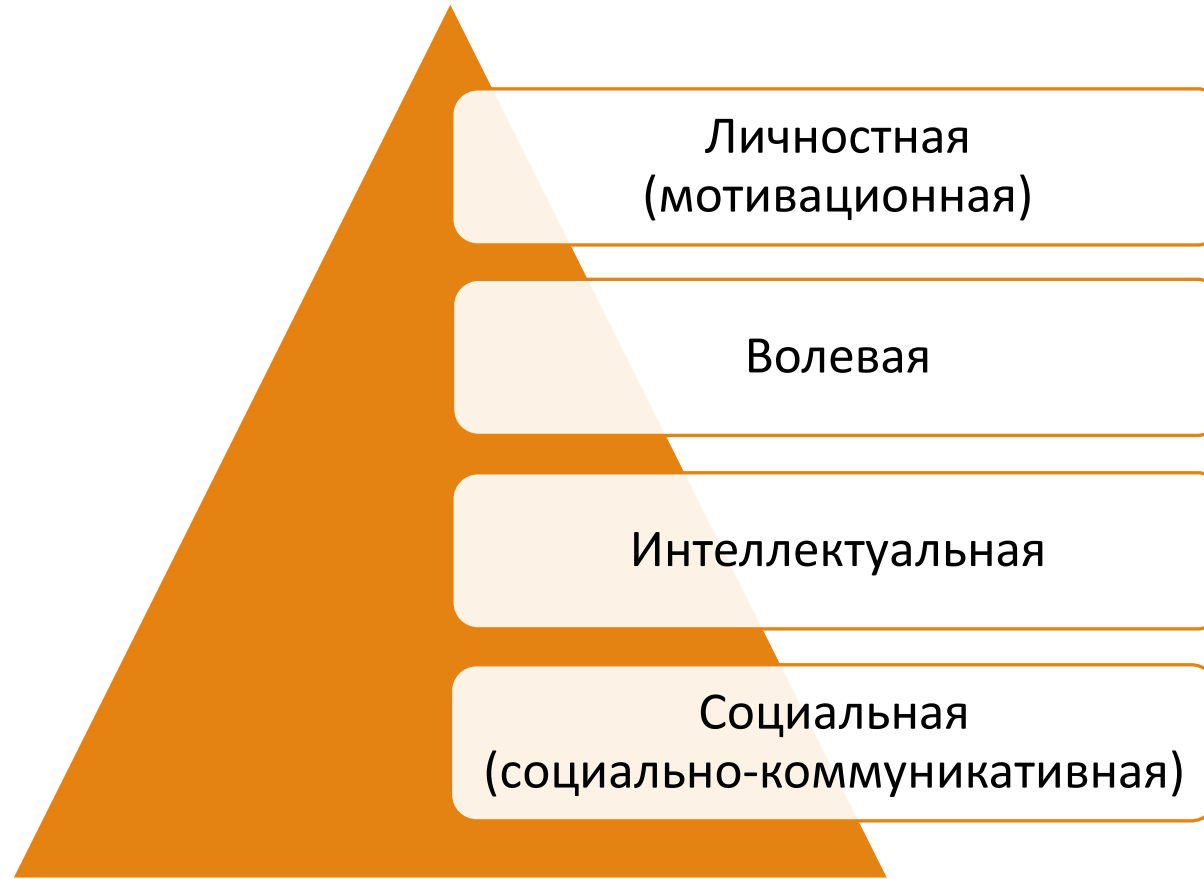 Личностная
(мотивационная)
Волевая
Интеллектуальная
Социальная
(социально-коммуникативная)